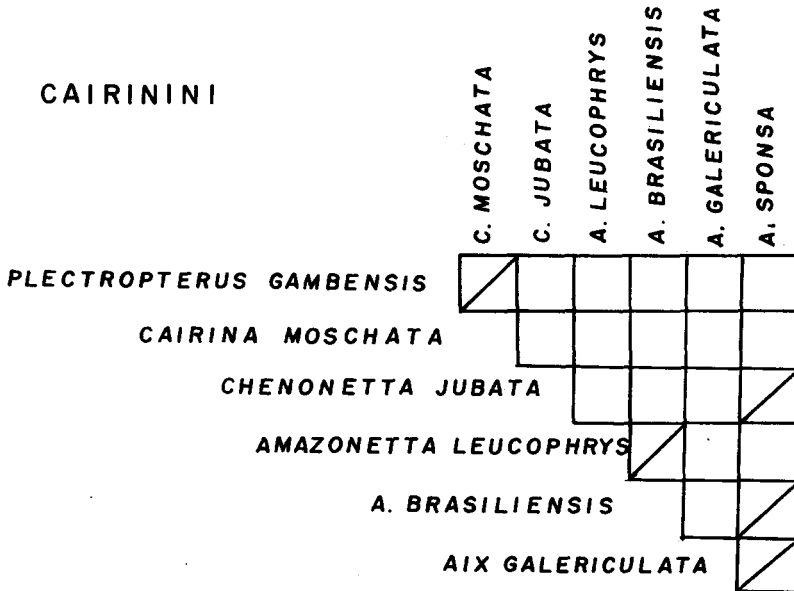 CAIRININI
C. MOSCHATA
C. JUBATA
A. LEUCOPHRYS
A. BRASILIENSIS
A. GALERICULATA
A. SPONSA
PLECTROPTERUS GAMBENSIS
CAIRINA MOSCHATA
CHENONETTA JUBATA
AMAZONETTA LEUCOPHRYS
A. BRASILIENSIS
AIX GALERICULATA